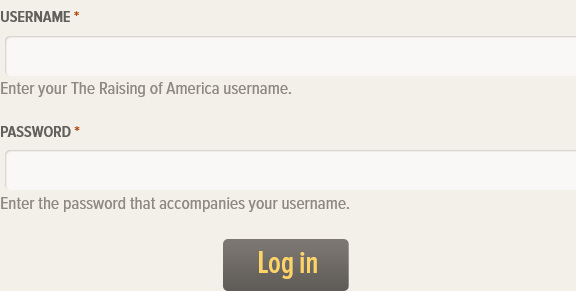 USERNAME *
Enter your The Raising of America username.
PASSWORD *
Enter the password that accompanies your username.
Log in